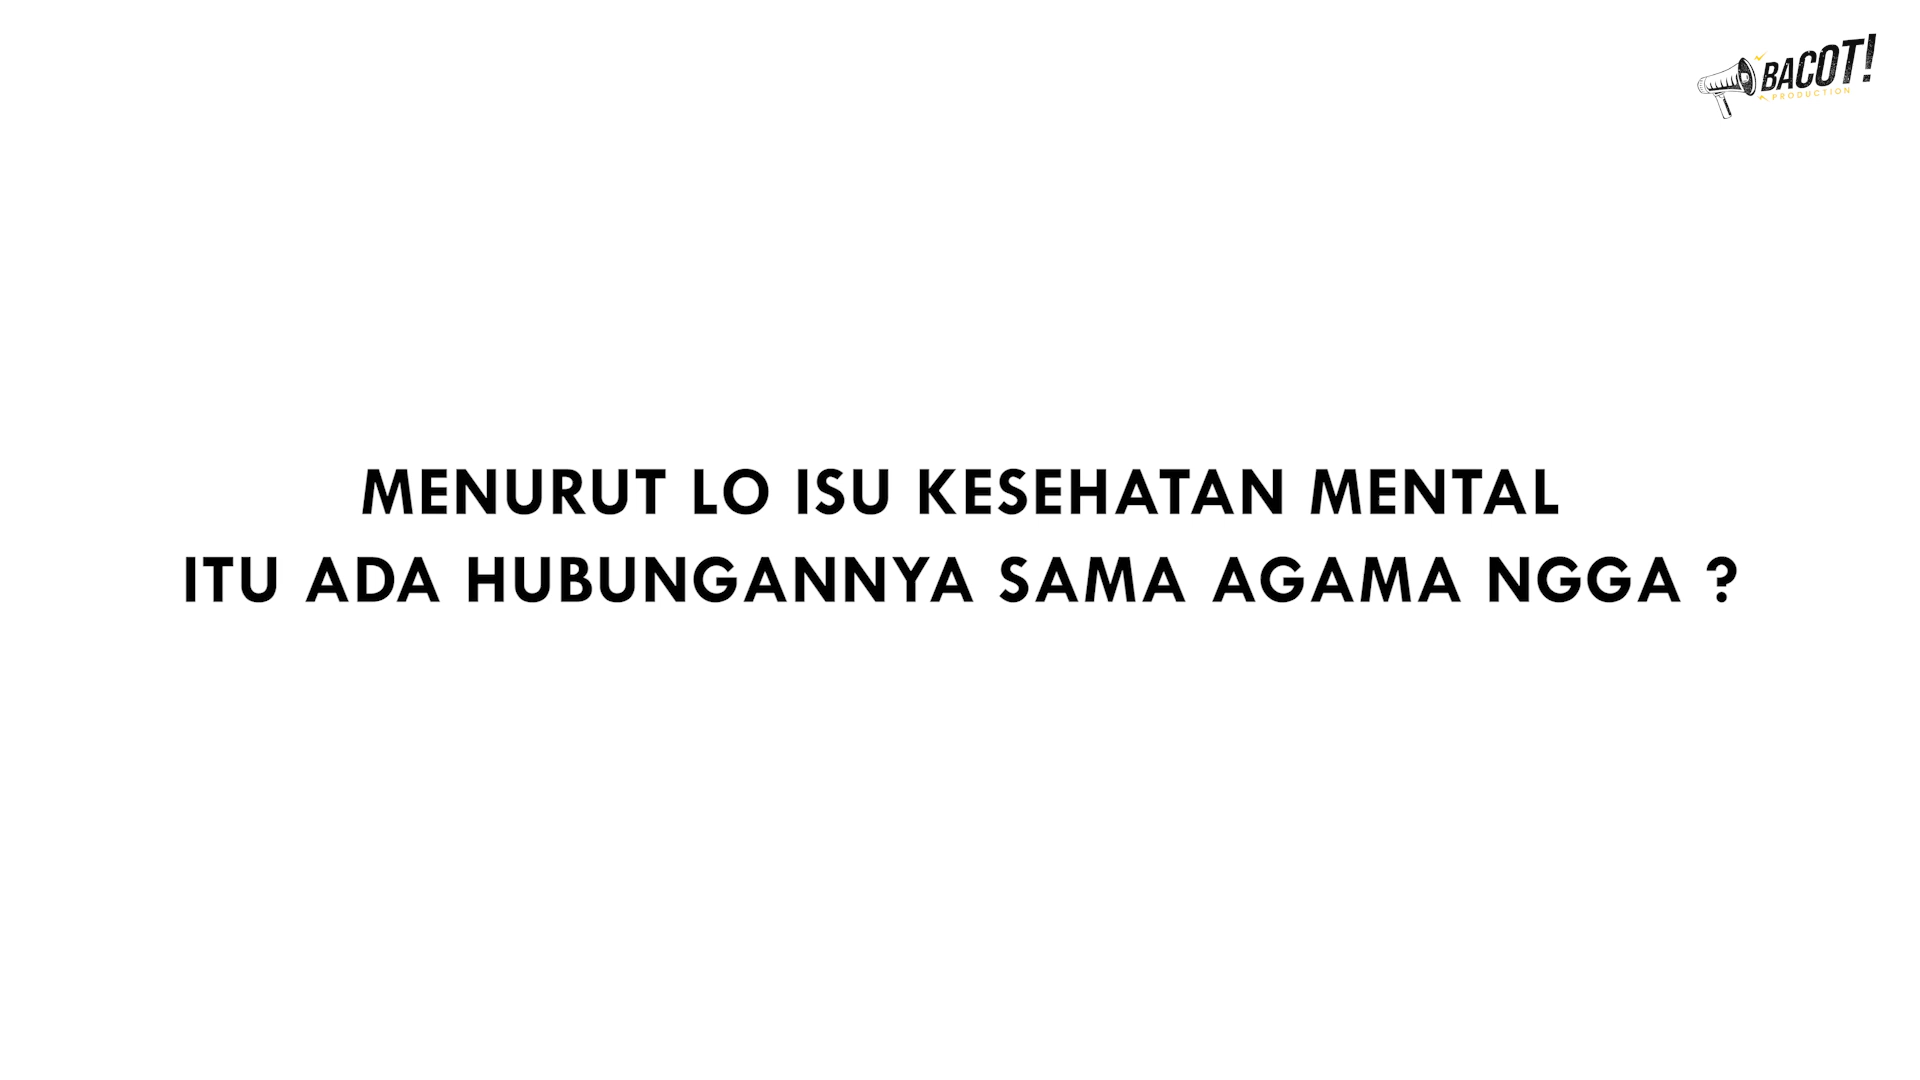 BACOT!
PRODUCTION
MENURUT LO ISU KESEHATAN MENTAL
ITU ADA HUBUNGANNYA SAMA AGAMA NGGA ?